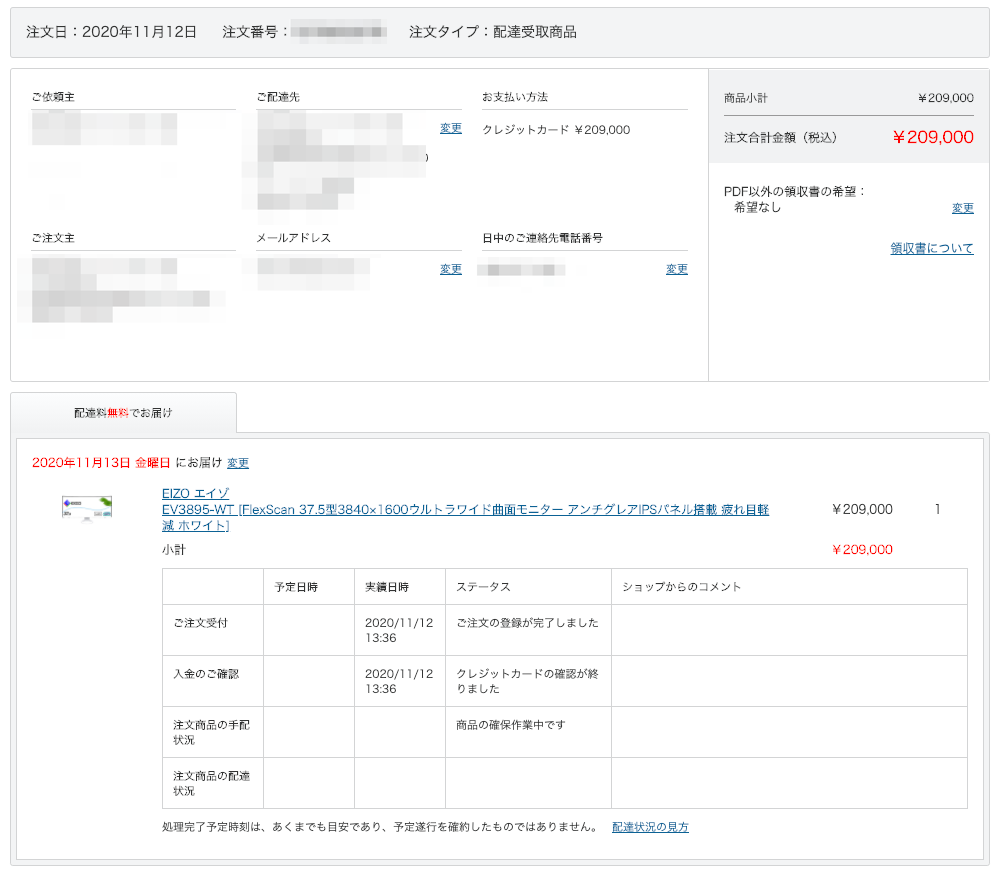 注文日：2020年11月12日 注文番号： 注文タイプ：配達受取商品
ご依頼主 ご配達先 お支払い方法
変更 クレジットカード ￥209,000
ご注文主 メールアドレス 日中のご連絡先電話番号
変更 変更
商品小計 ￥209,000
注文合計金額（税込） ￥209,000
PDF以外の領収書の希望：
希望なし 変更
領収書について
配達料無料でお届け
2020年11月13日 金曜日 にお届け 変更
EIZO エイゾ
EV3895-WT [FlexScan 37.5型3840×1600ウルトラワイド曲面モニター アンチグレアIPSパネル搭載 疲れ目軽 ￥209,000 1
減 ホワイト]
小計 ￥209,000
予定日時 実績日時 ステータス ショップからのコメント
ご注文受付 2020/11/12 ご注文の登録が完了しました
13:36
入金のご確認 2020/11/12 クレジットカードの確認が終
13:36 りました
注文商品の手配 商品の確保作業中です
状況
注文商品の配達
状況
処理完了予定時刻は、あくまでも目安であり、予定遂行を確約したものではありません。 配達状況の見方